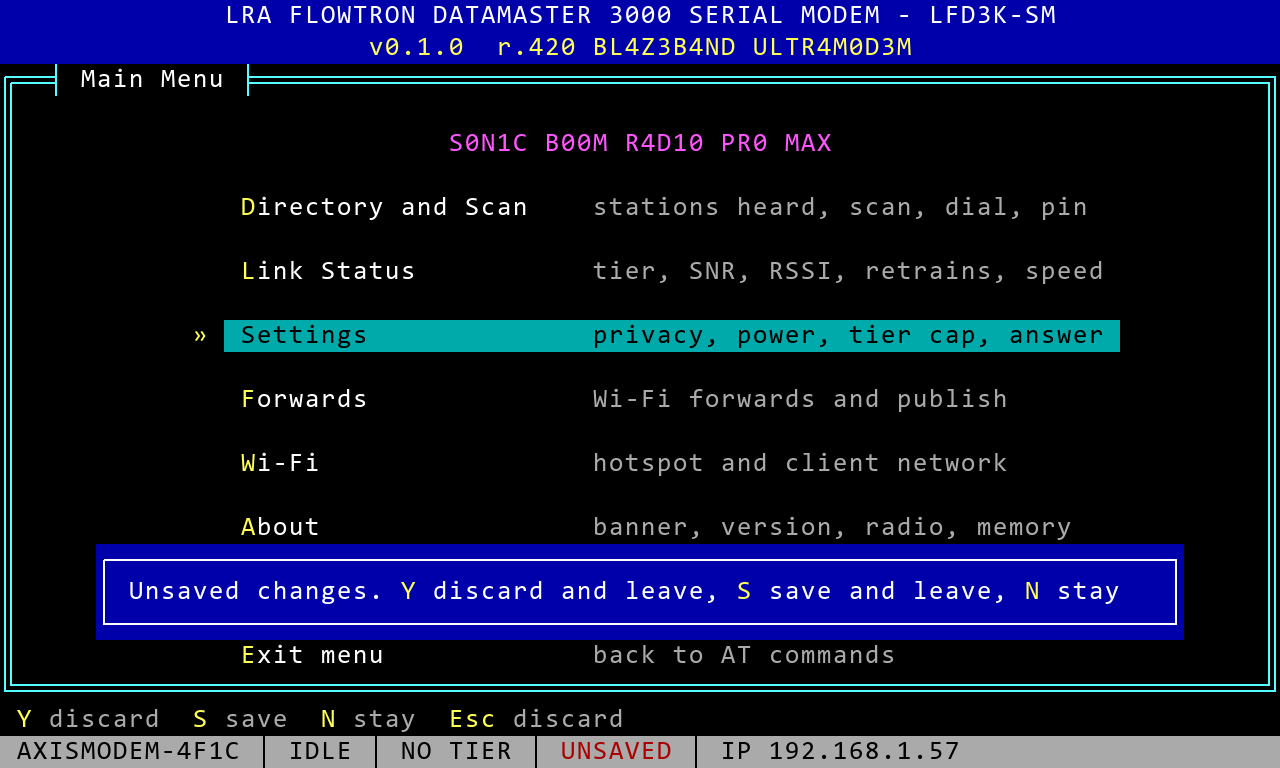 LRA FLOWTRON DATAMASTER 3000 SERIAL MODEM - LFD3K-SM
v0.1.0  r.420 BL4Z3B4ND ULTR4M0D3M
Main Menu
S0N1C B00M R4D10 PR0 MAX
Directory and Scan    stations heard, scan, dial, pin
Link Status    tier, SNR, RSSI, retrains, speed
» Settings    privacy, power, tier cap, answer
Forwards    Wi-Fi forwards and publish
Wi-Fi    hotspot and client network
About    banner, version, radio, memory
Unsaved changes. Y discard and leave, S save and leave, N stay
Exit menu    back to AT commands
Y discard  S save  N stay  Esc discard
AXISMODEM-4F1C │ IDLE │ NO TIER │ UNSAVED │ IP 192.168.1.57